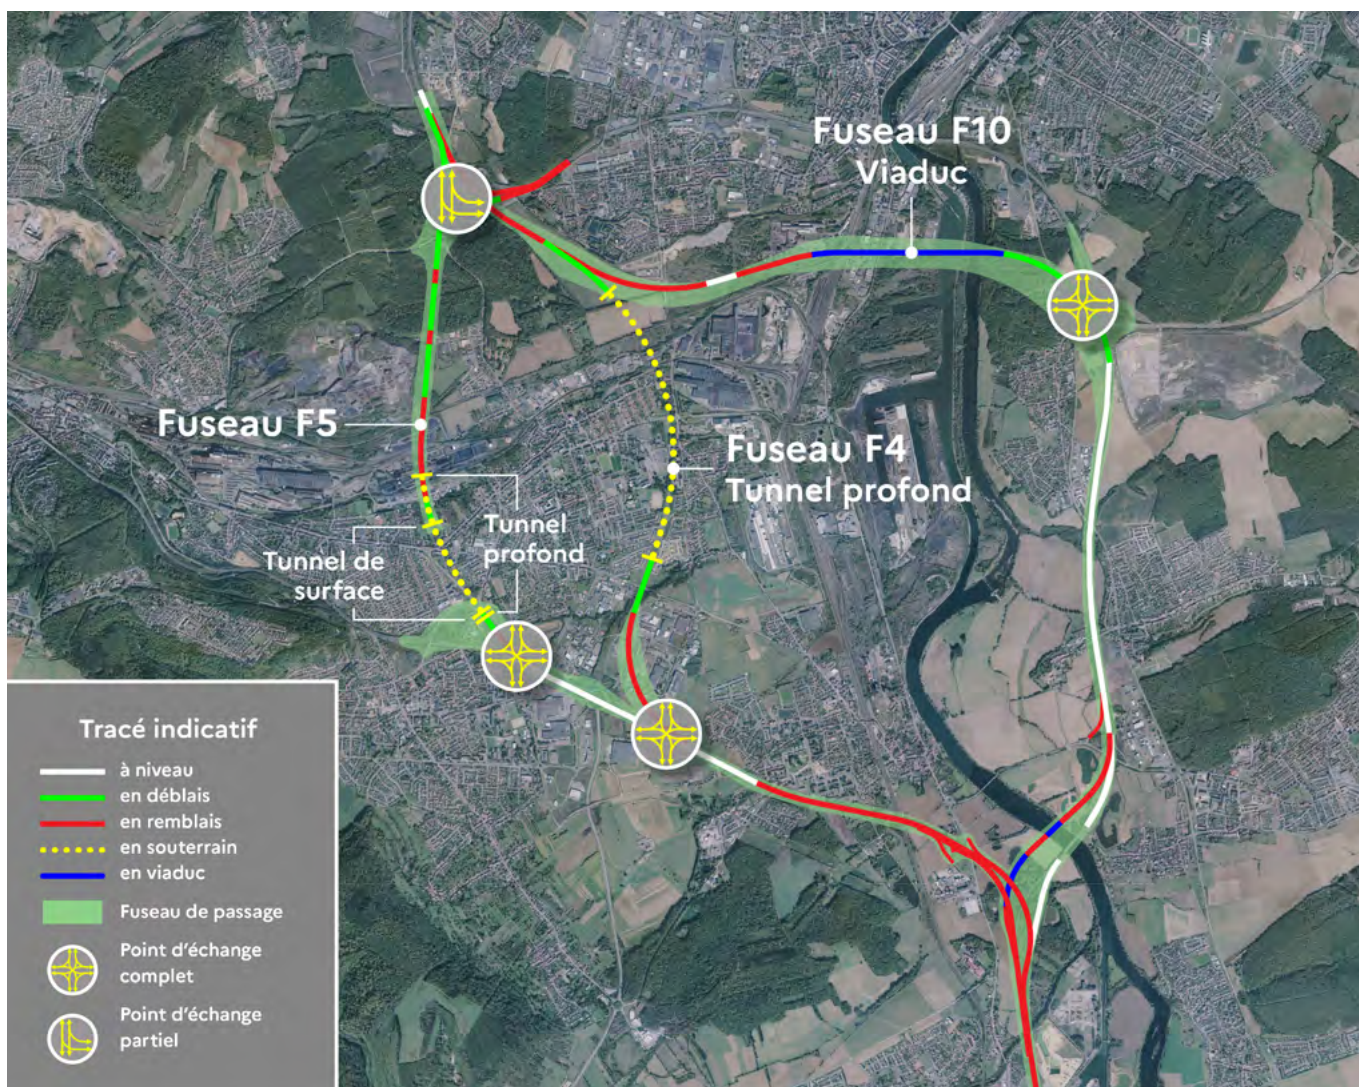 Fuseau F10
Viaduc
Fuseau F5
Fuseau F4
Tunnel profond
Tunnel
profond
Tunnel de
surface
Tracé indicatif
à niveau
en déblais
en remblais
en souterrain
en viaduc
Fuseau de passage
Point d'échange
complet
Point d'échange
partiel